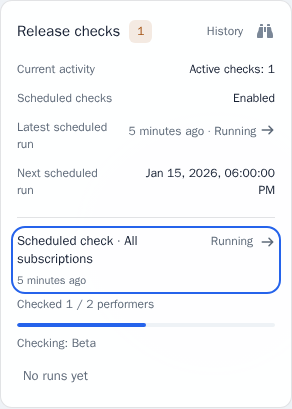 Release checks 1 History
Current activity Active checks: 1
Scheduled checks Enabled
Latest scheduled run 5 minutes ago · Running →
Next scheduled run Jan 15, 2026, 06:00:00 PM
Scheduled check · All subscriptions Running →
5 minutes ago
Checked 1 / 2 performers
Checking: Beta
No runs yet